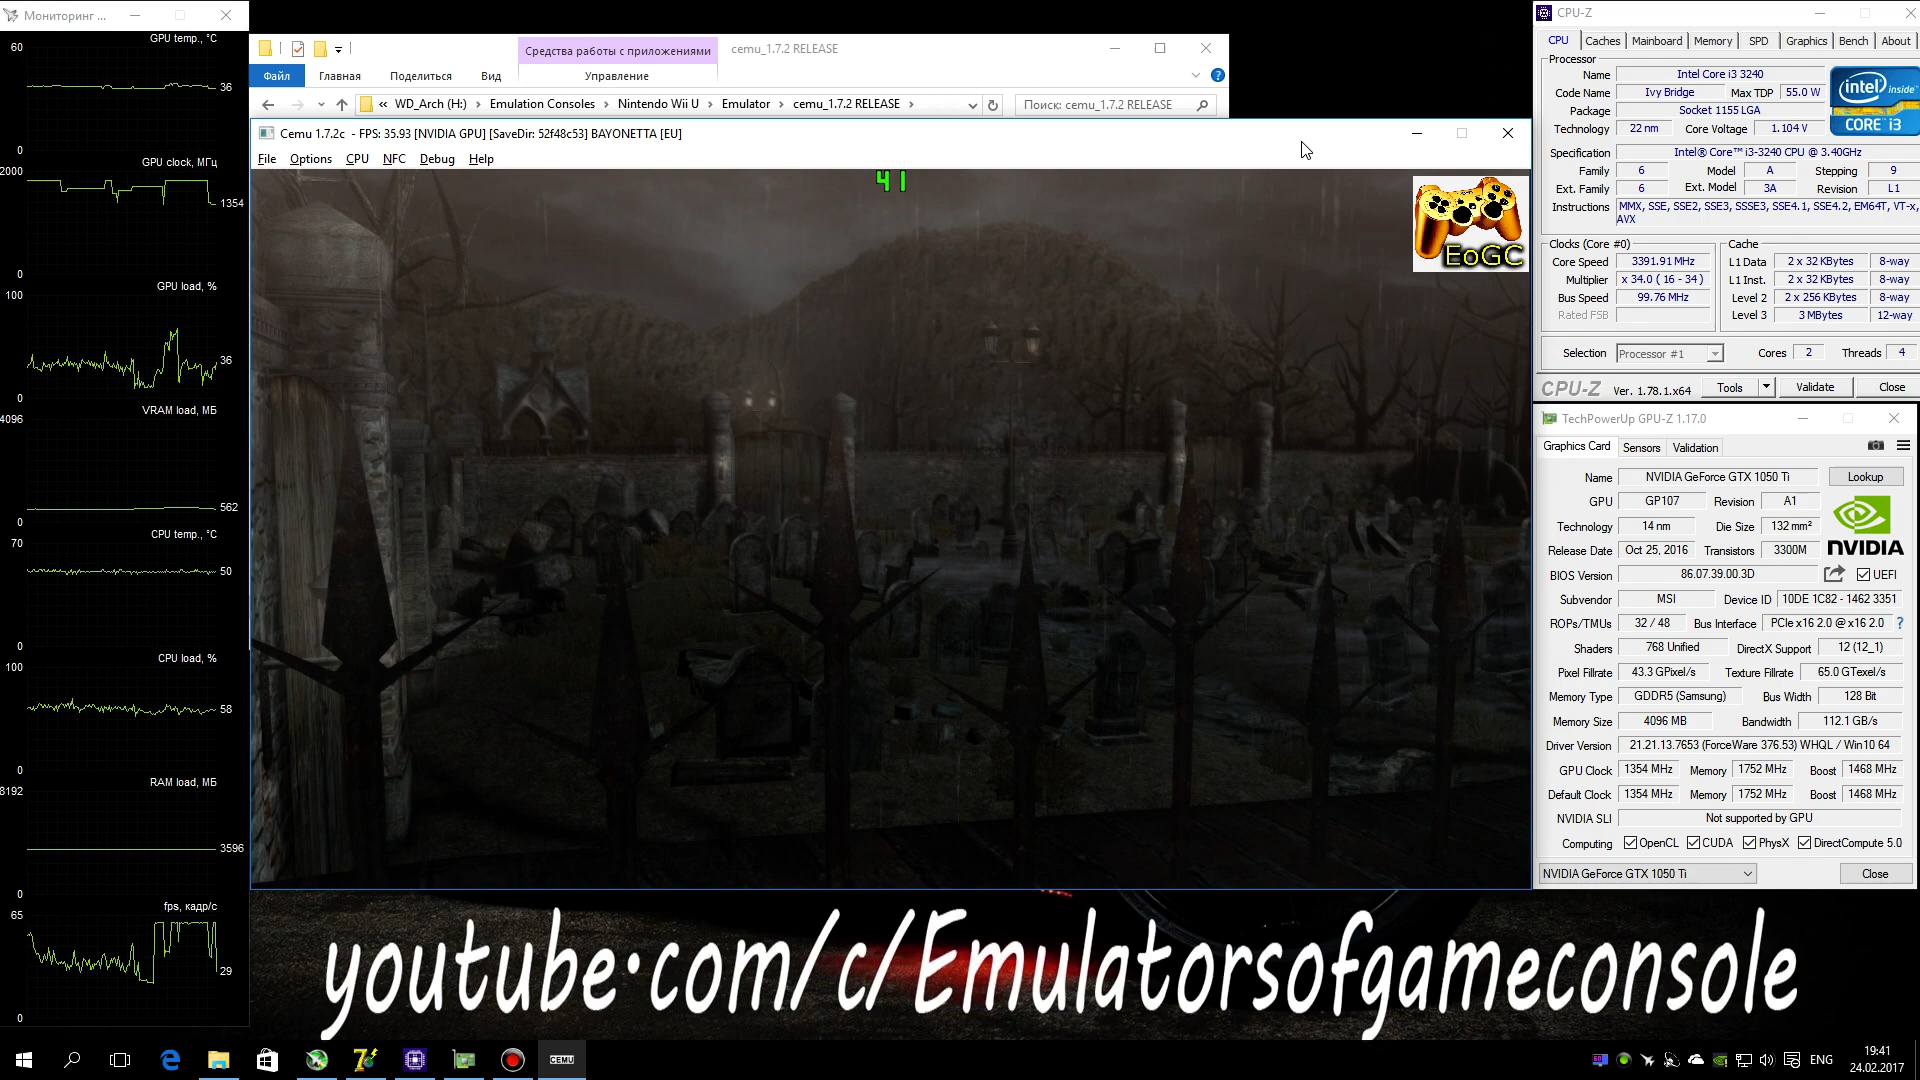 Мониторинг ...
GPU temp., °C
60
36
0
GPU clock, МГц
2000
1354
0
GPU load, %
100
36
0
VRAM load, МБ
4096
562
0
CPU temp., °C
70
50
0
CPU load, %
100
58
0
RAM load, МБ
8192
3596
0
fps, кадр/с
65
29
0
Средства работы с приложениями
cemu_1.7.2 RELEASE
Файл Главная Поделиться Вид Управление
« WD_Arch (H:) › Emulation Consoles › Nintendo Wii U › Emulator › cemu_1.7.2 RELEASE ›
Поиск: cemu_1.7.2 RELEASE
Cemu 1.7.2c - FPS: 35.93 [NVIDIA GPU] [SaveDir: 52f48c53] BAYONETTA [EU]
File Options CPU NFC Debug Help
41
EoGC
CPU-Z
CPU Caches Mainboard Memory SPD Graphics Bench About
Processor
Name Intel Core i3 3240
Code Name Ivy Bridge Max TDP 55.0 W
Package Socket 1155 LGA
Technology 22 nm Core Voltage 1.104 V
intel inside™
CORE i3
Specification Intel® Core™ i3-3240 CPU @ 3.40GHz
Family 6 Model A Stepping 9
Ext. Family 6 Ext. Model 3A Revision L1
Instructions MMX, SSE, SSE2, SSE3, SSSE3, SSE4.1, SSE4.2, EM64T, VT-x,
AVX
Clocks (Core #0)
Core Speed 3391.91 MHz
Multiplier x 34.0 ( 16 - 34 )
Bus Speed 99.76 MHz
Rated FSB
Cache
L1 Data 2 x 32 KBytes 8-way
L1 Inst. 2 x 32 KBytes 8-way
Level 2 2 x 256 KBytes 8-way
Level 3 3 MBytes 12-way
Selection Processor #1 Cores 2 Threads 4
CPU-Z Ver. 1.78.1.x64 Tools Validate Close
TechPowerUp GPU-Z 1.17.0
Graphics Card Sensors Validation
Name NVIDIA GeForce GTX 1050 Ti Lookup
GPU GP107 Revision A1
Technology 14 nm Die Size 132 mm²
Release Date Oct 25, 2016 Transistors 3300M
NVIDIA
BIOS Version 86.07.39.00.3D UEFI
Subvendor MSI Device ID 10DE 1C82 - 1462 3351
ROPs/TMUs 32 / 48 Bus Interface PCIe x16 2.0 @ x16 2.0 ?
Shaders 768 Unified DirectX Support 12 (12_1)
Pixel Fillrate 43.3 GPixel/s Texture Fillrate 65.0 GTexel/s
Memory Type GDDR5 (Samsung) Bus Width 128 Bit
Memory Size 4096 MB Bandwidth 112.1 GB/s
Driver Version 21.21.13.7653 (ForceWare 376.53) WHQL / Win10 64
GPU Clock 1354 MHz Memory 1752 MHz Boost 1468 MHz
Default Clock 1354 MHz Memory 1752 MHz Boost 1468 MHz
NVIDIA SLI Not supported by GPU
Computing OpenCL CUDA PhysX DirectCompute 5.0
NVIDIA GeForce GTX 1050 Ti Close
youtube.com/c/Emulatorsofgameconsole
CEMU
ENG
19:41
24.02.2017